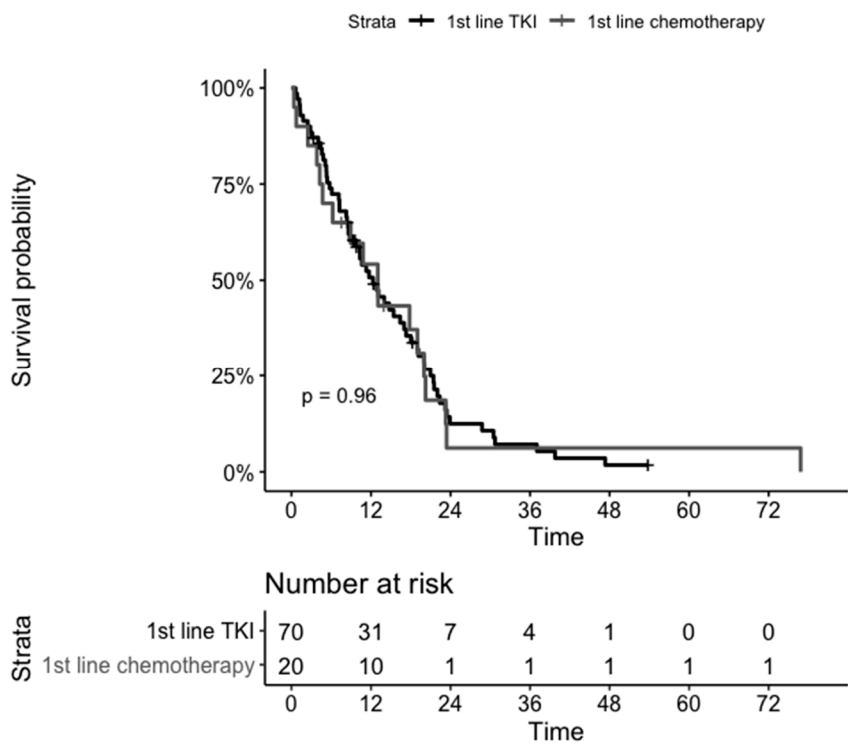 Strata 1st line TKI 1st line chemotherapy
Survival probability
100%
75%
50%
25%
0%
p = 0.96
0 12 24 36 48 60 72
Time
Number at risk
Strata
1st line TKI 70 31 7 4 1 0 0
1st line chemotherapy 20 10 1 1 1 1 1
0 12 24 36 48 60 72
Time